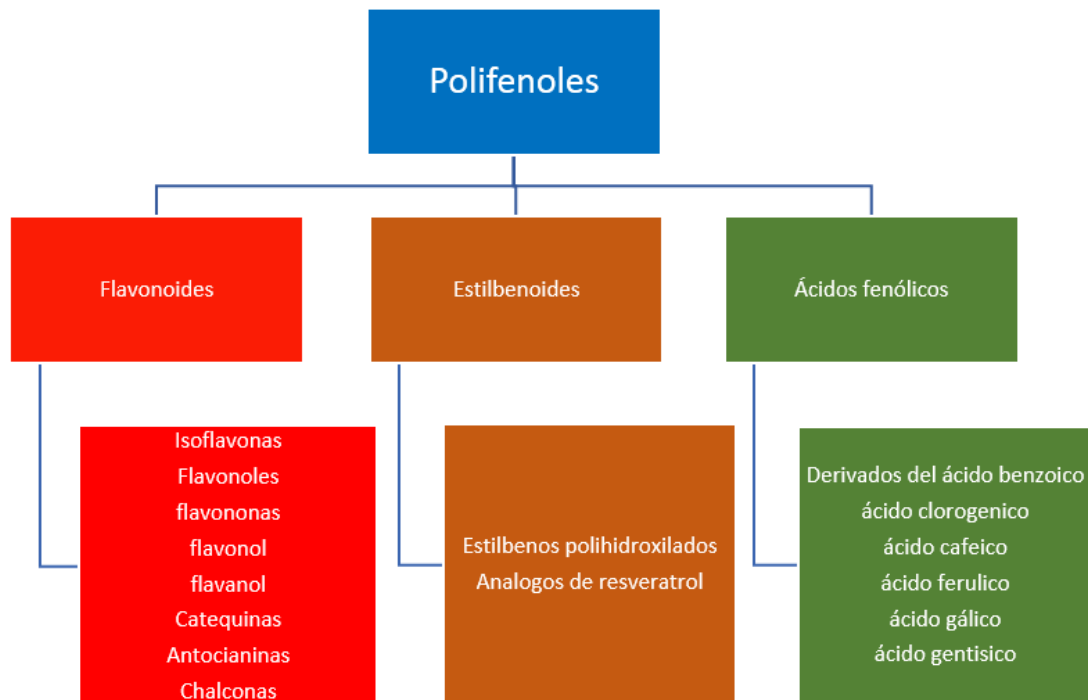 Polifenoles
Flavonoides
Estilbenoides
Ácidos fenólicos
Isoflavonas
Flavonoles
flavononas
flavonol
flavanol
Catequinas
Antocianinas
Chalconas
Estilbenos polihidroxilados
Analogos de resveratrol
Derivados del ácido benzoico
ácido clorogenico
ácido cafeico
ácido ferulico
ácido gálico
ácido gentisico